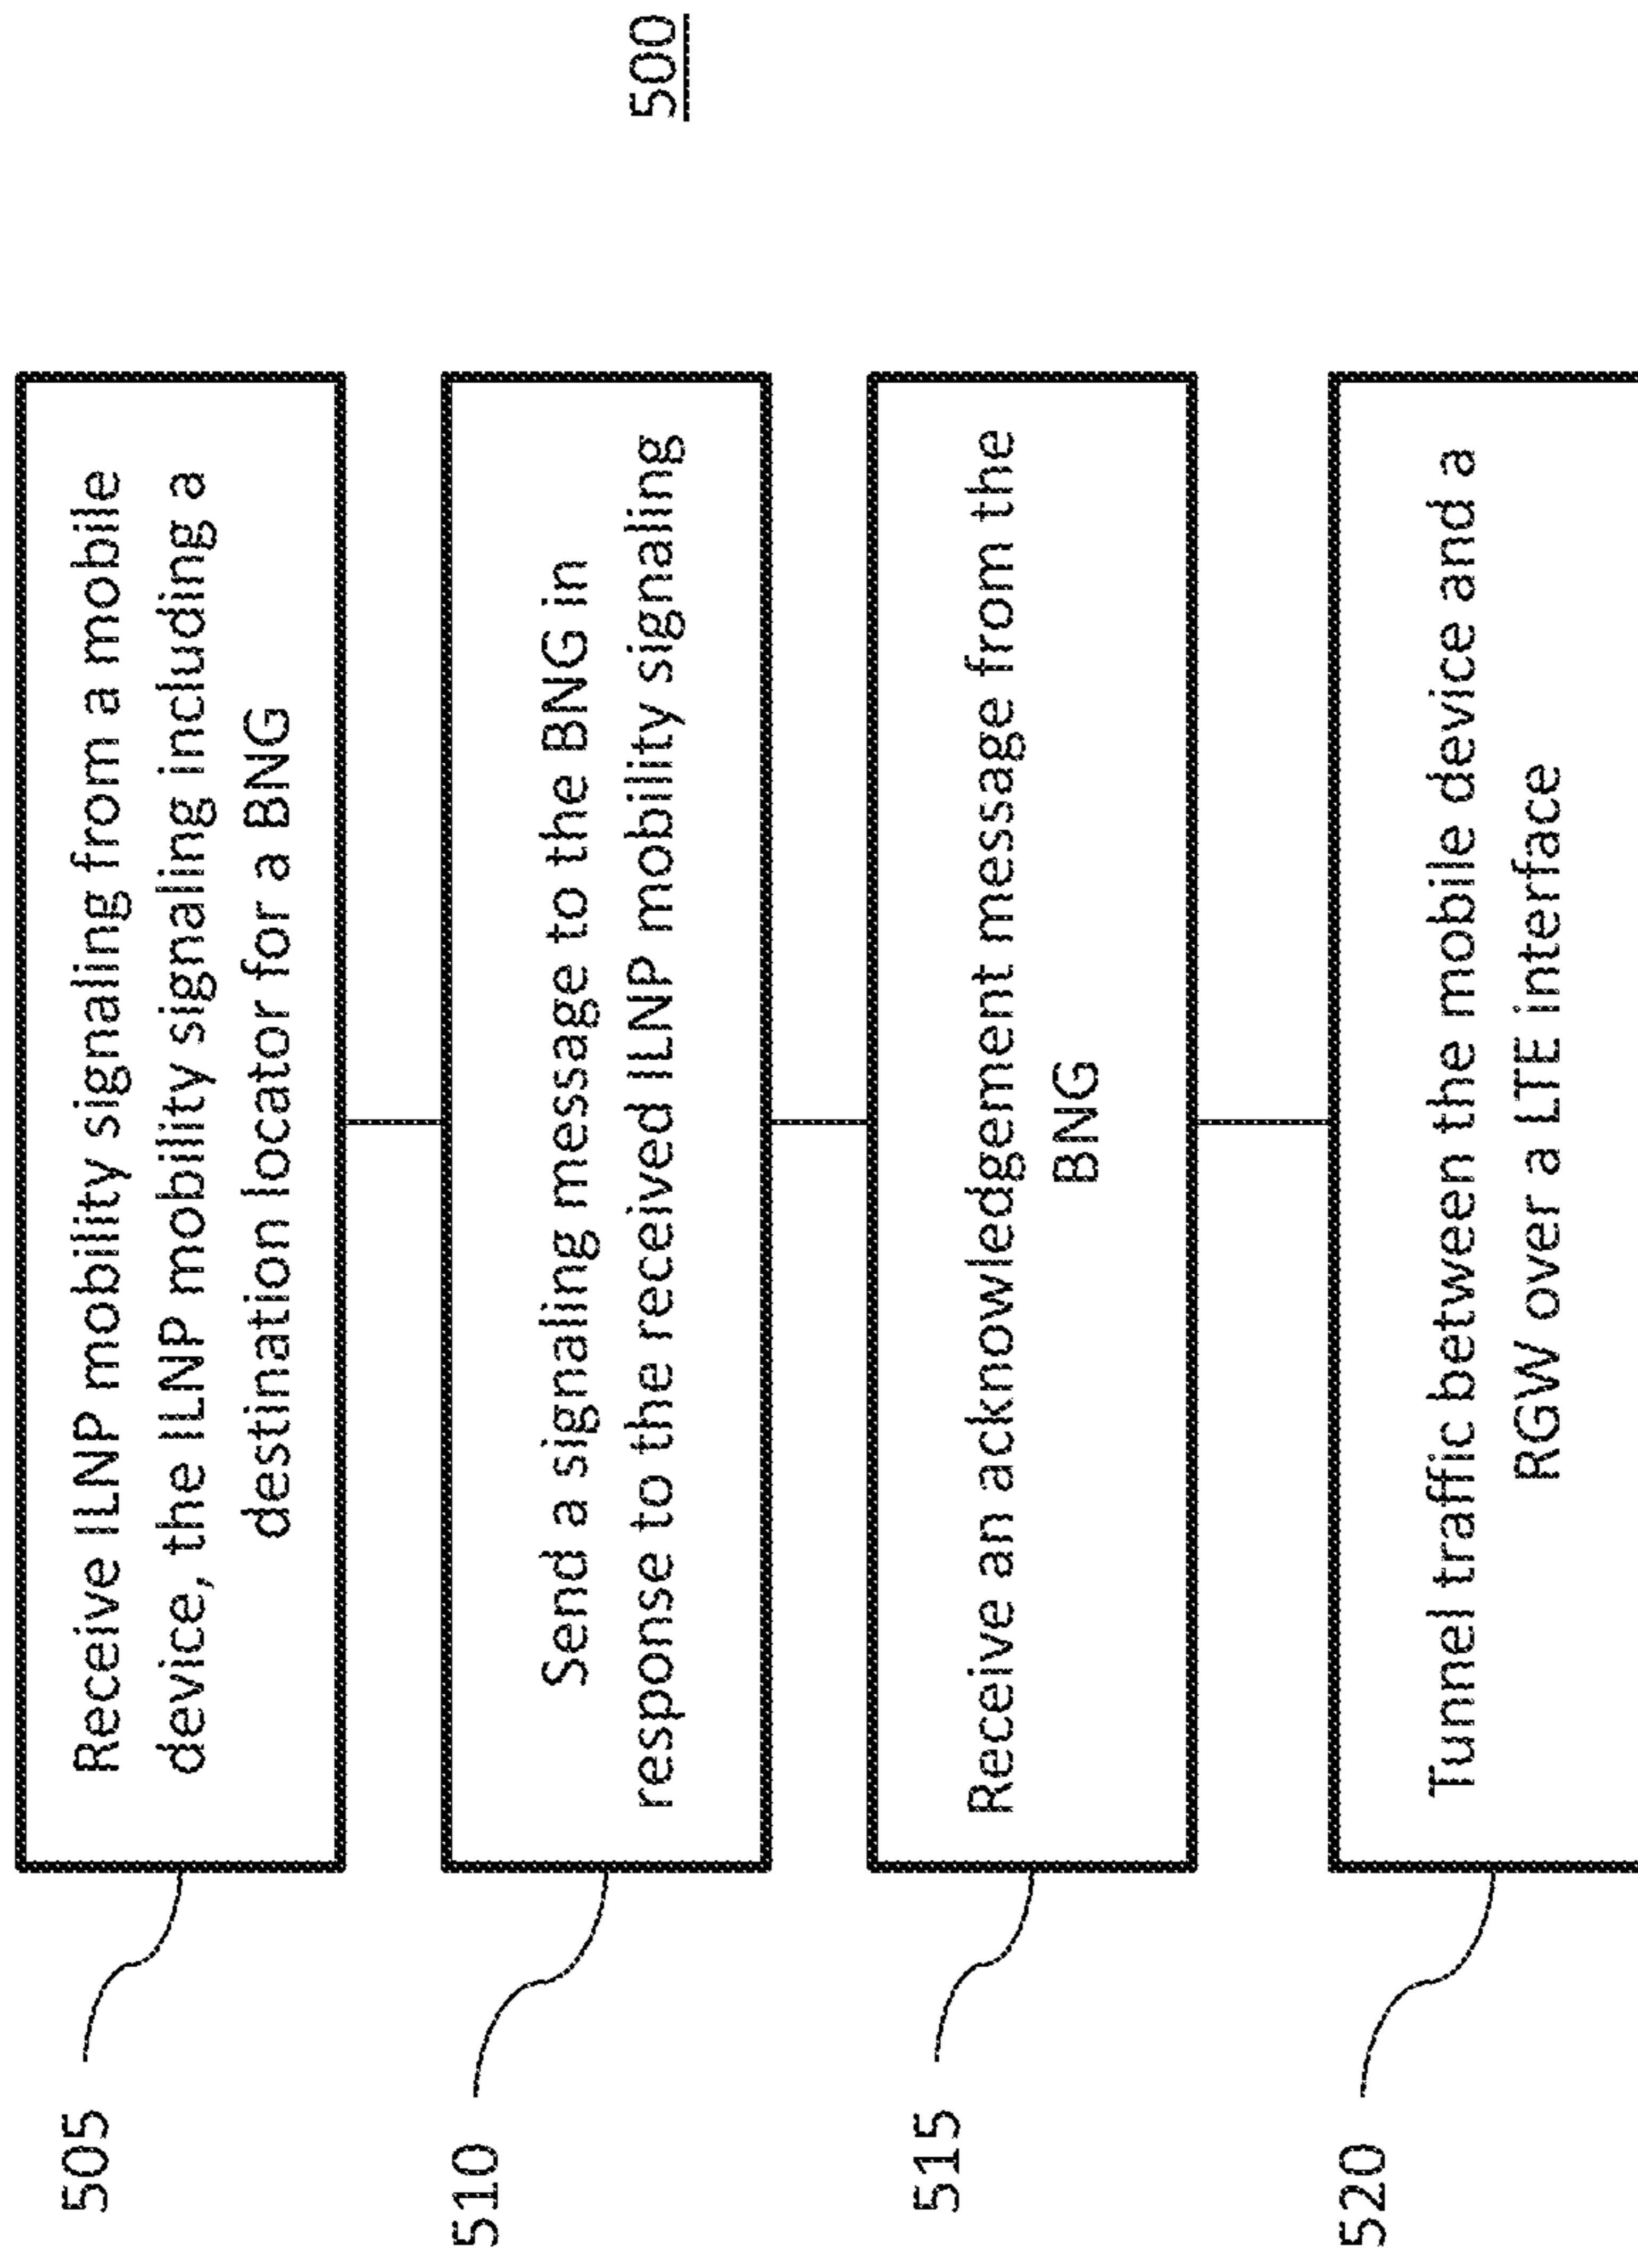 500
505
Receive ILNP mobility signaling from a mobile
device, the ILNP mobility signaling including a
destination locator for a BNG
510
Send a signaling message to the BNG in
response to the received ILNP mobility signaling
515
Receive an acknowledgement message from the
BNG
520
Tunnel traffic between the mobile device and a
RGW over a LTE interface